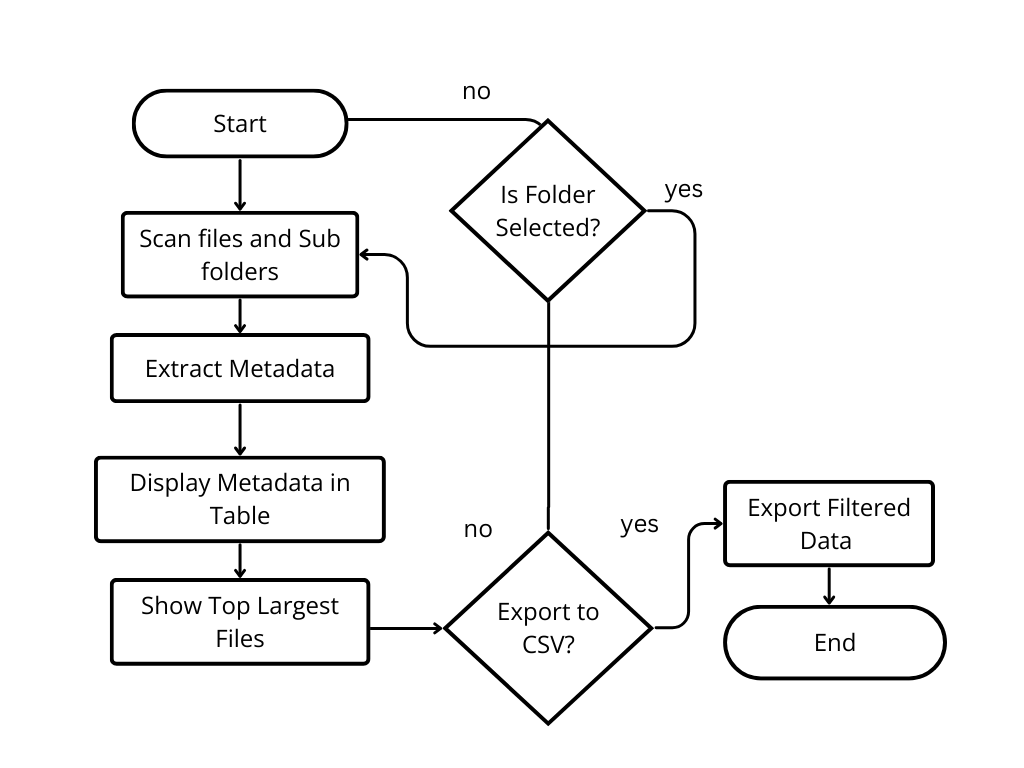 no
Start
Is Folder
Selected?
yes
Scan files and Sub
folders
Extract Metadata
Display Metadata in
Table
no
yes
Export Filtered
Data
Show Top Largest
Files
Export to
CSV?
End